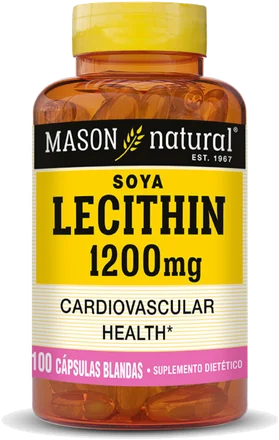 MASON natural®
EST. 1967
SOYA
LECITHIN
1200mg
CARDIOVASCULAR
HEALTH*
100 CÁPSULAS BLANDAS • SUPLEMENTO DIETÉTICO